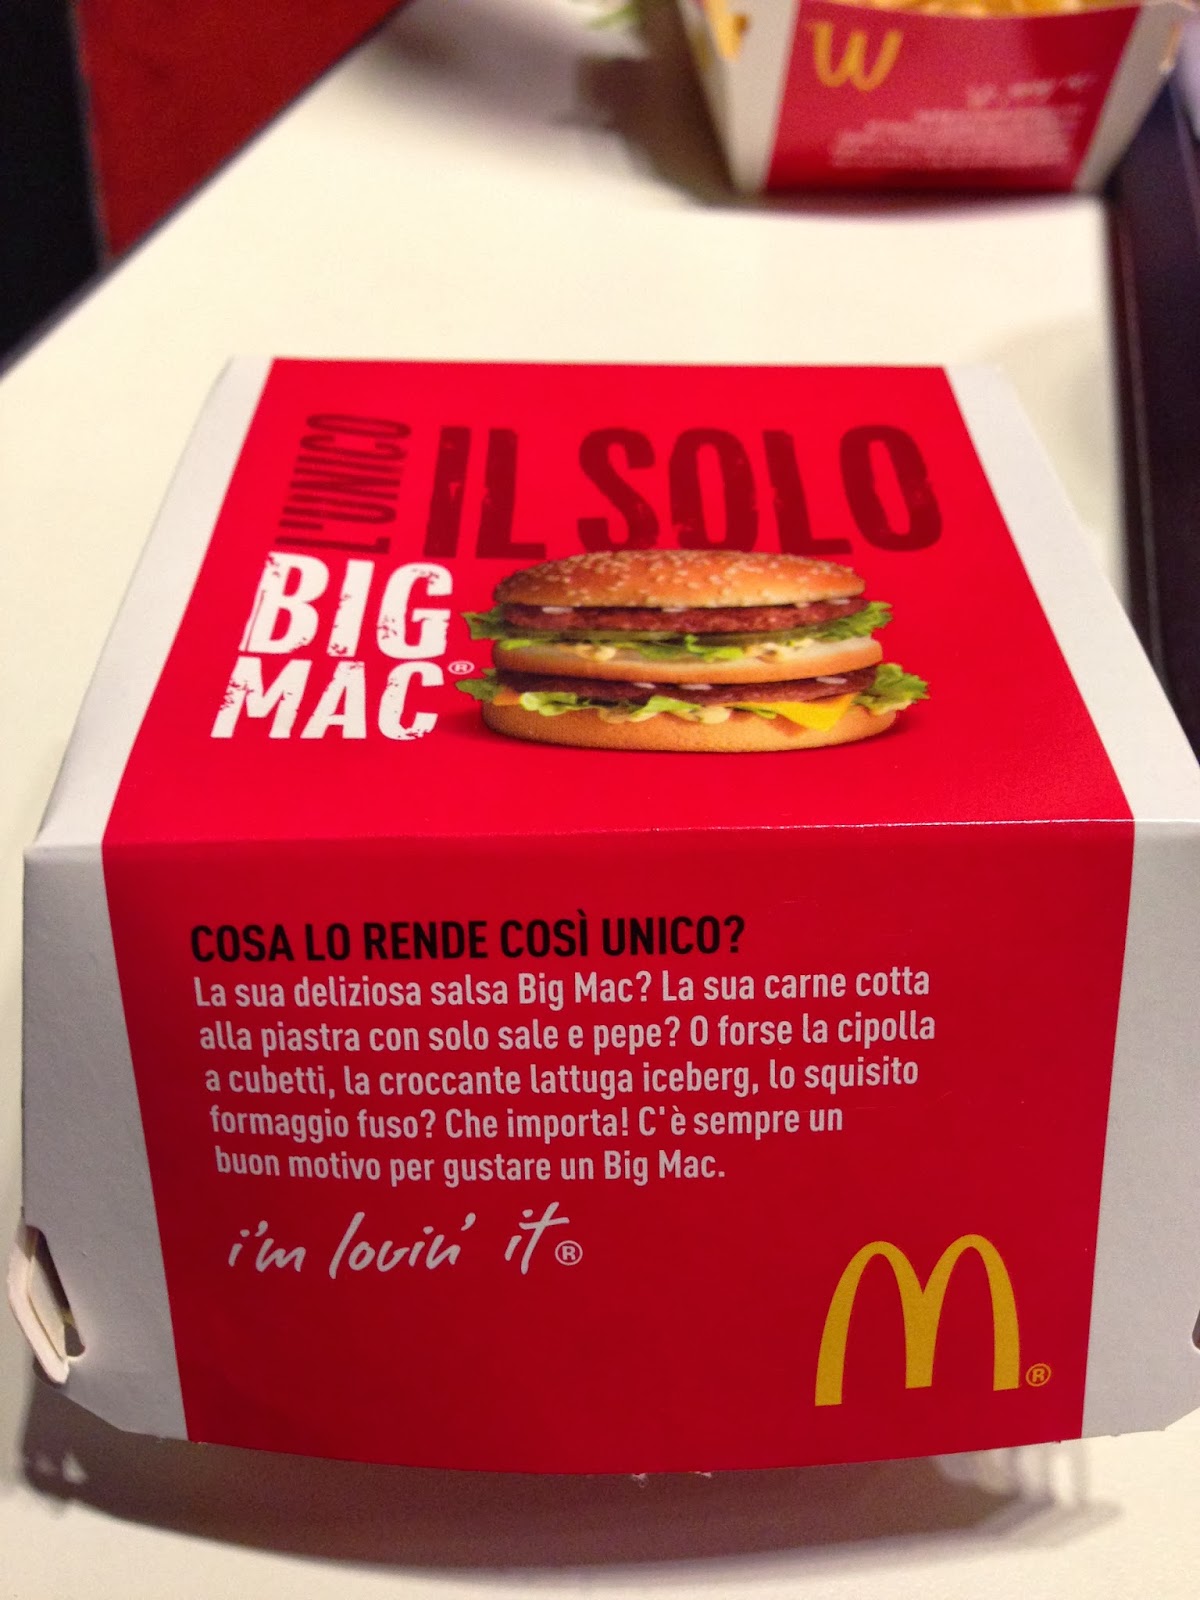 L'UNICO
IL SOLO
BIG
MAC®
COSA LO RENDE COSÌ UNICO?
La sua deliziosa salsa Big Mac? La sua carne cotta
alla piastra con solo sale e pepe? O forse la cipolla
a cubetti, la croccante lattuga iceberg, lo squisito
formaggio fuso? Che importa! C'è sempre un
buon motivo per gustare un Big Mac.
i'm lovin' it®
M®